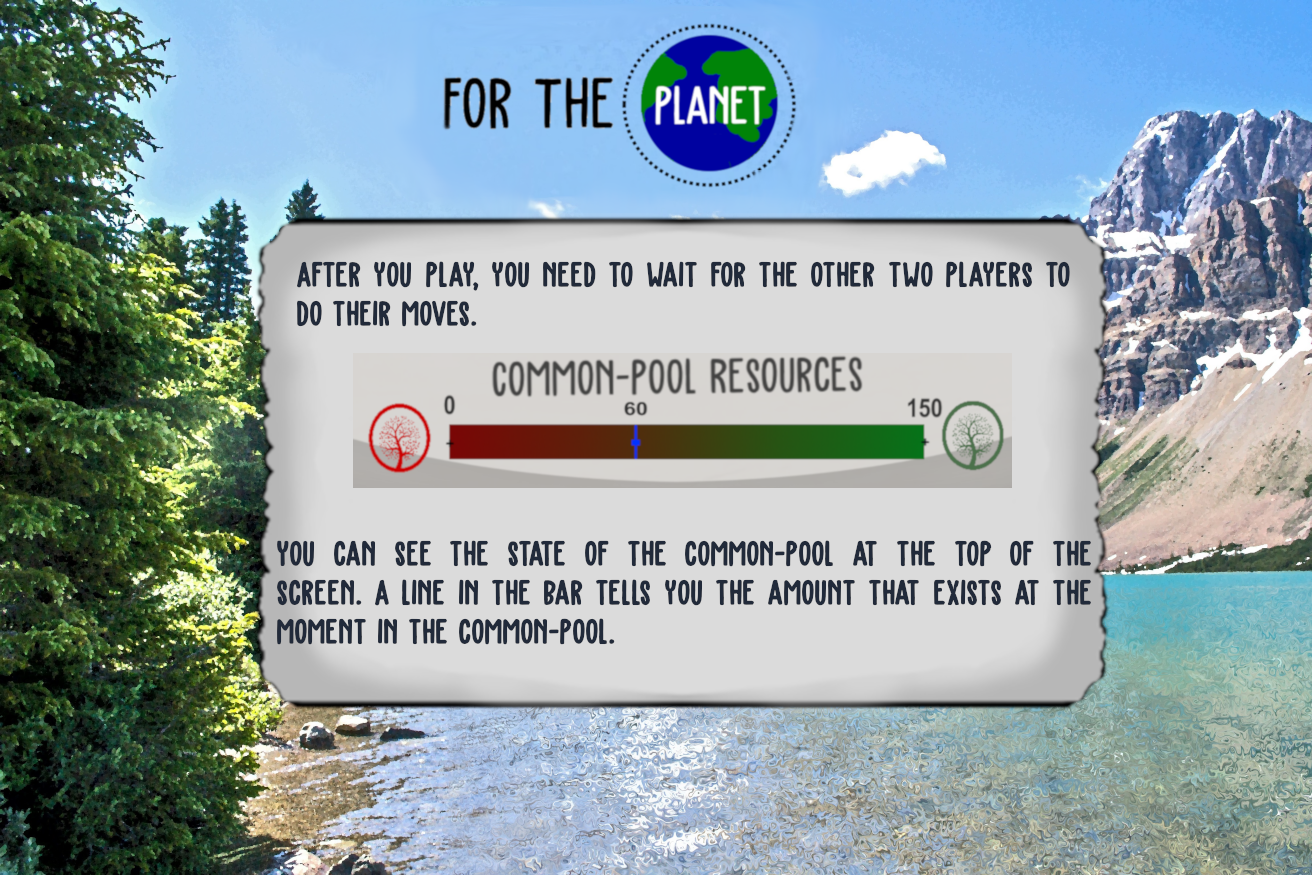 FOR THE PLANET
AFTER YOU PLAY, YOU NEED TO WAIT FOR THE OTHER TWO PLAYERS TO
DO THEIR MOVES.
COMMON-POOL RESOURCES
0 60 150
YOU CAN SEE THE STATE OF THE COMMON-POOL AT THE TOP OF THE
SCREEN. A LINE IN THE BAR TELLS YOU THE AMOUNT THAT EXISTS AT THE
MOMENT IN THE COMMON-POOL.